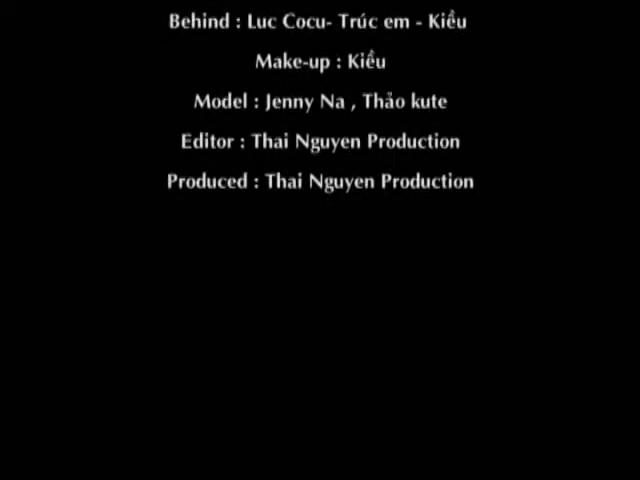 Behind : Luc Cocu- Trúc em - Kiều
Make-up : Kiều
Model : Jenny Na , Thảo kute
Editor : Thai Nguyen Production
Produced : Thai Nguyen Production